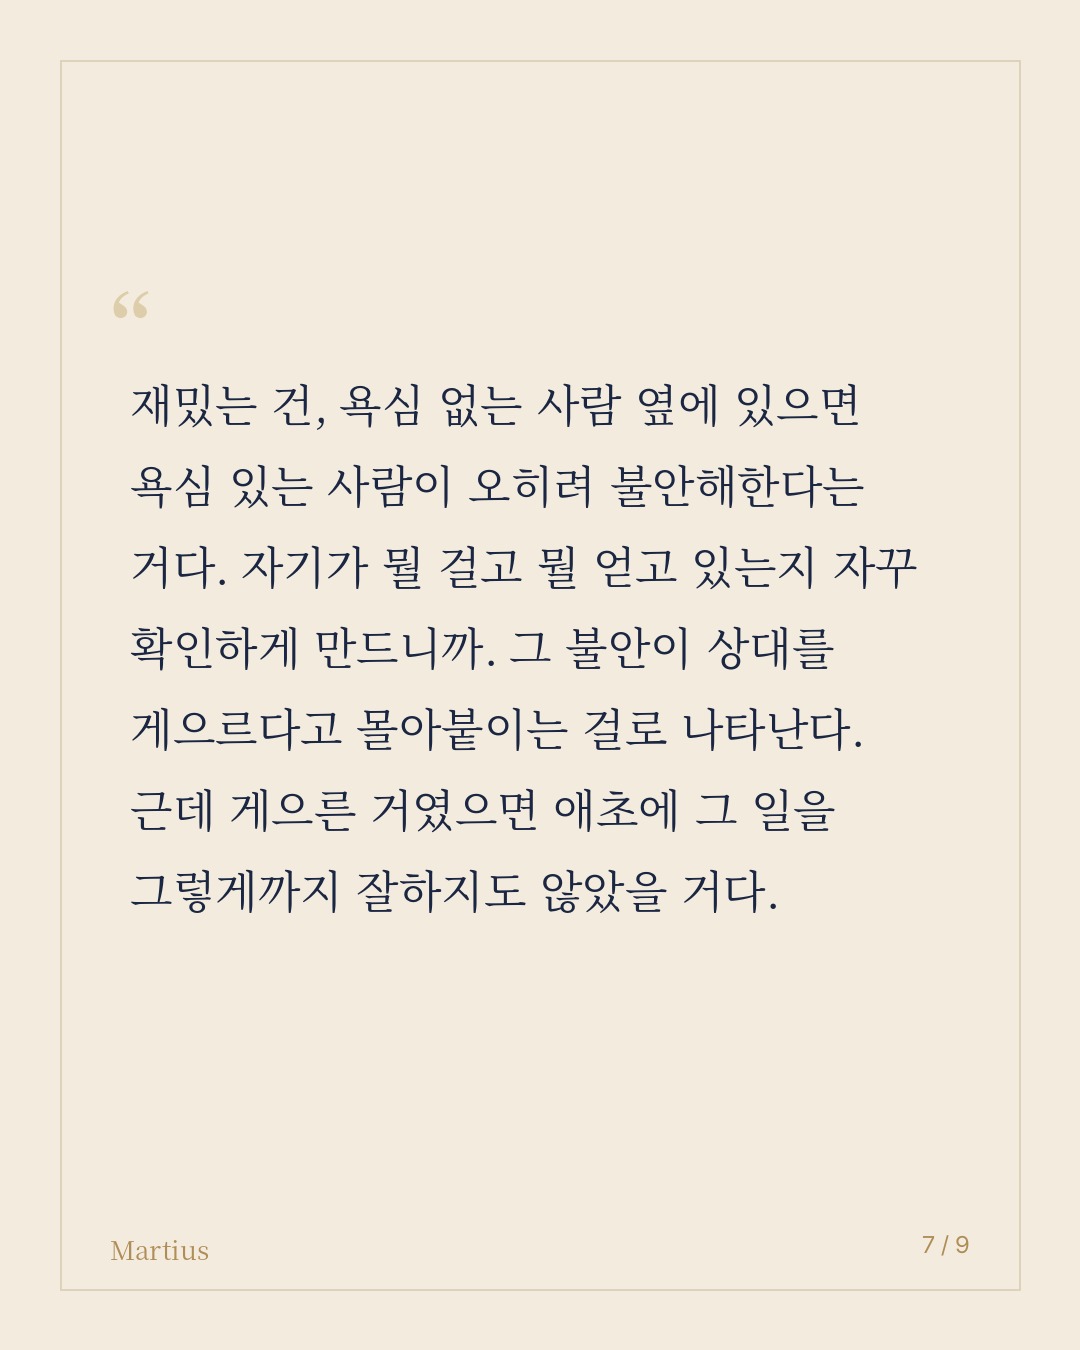 “
재밌는 건, 욕심 없는 사람 옆에 있으면
욕심 있는 사람이 오히려 불안해한다는
거다. 자기가 뭘 걸고 뭘 얻고 있는지 자꾸
확인하게 만드니까. 그 불안이 상대를
게으르다고 몰아붙이는 걸로 나타난다.
근데 게으른 거였으면 애초에 그 일을
그렇게까지 잘하지도 않았을 거다.
Martius
7 / 9